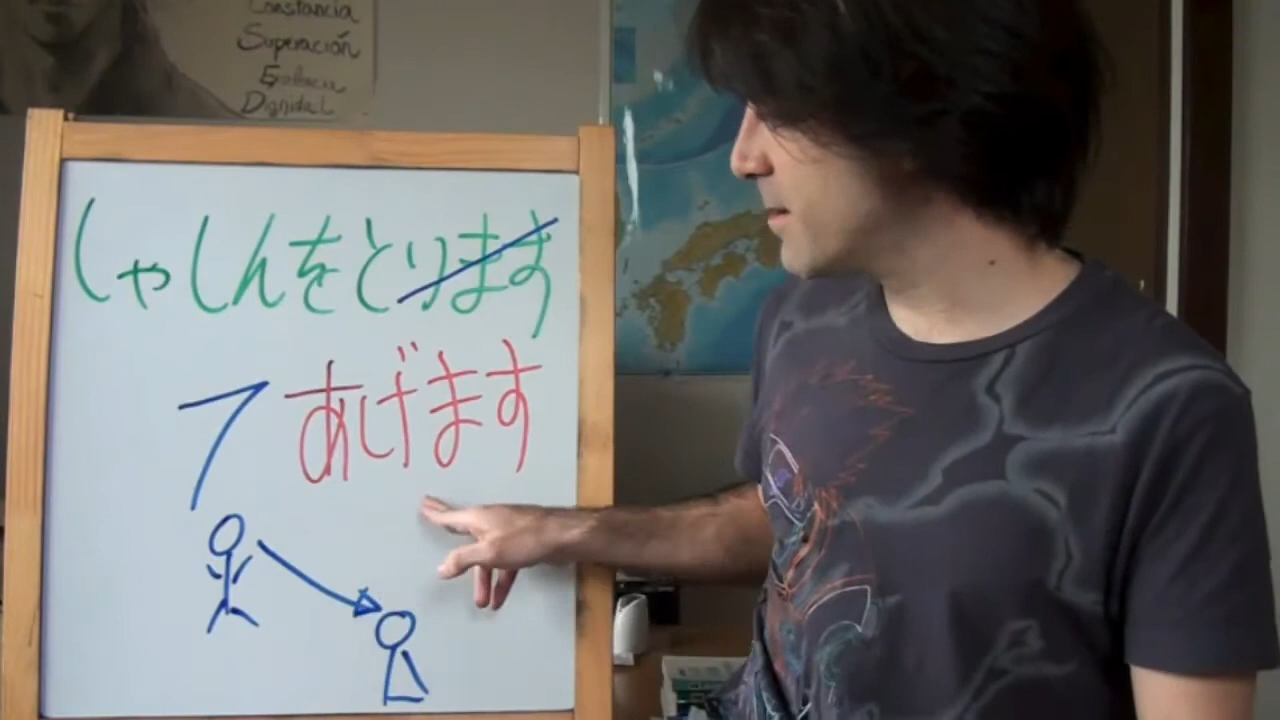 Constancia
Superación
Dignidad
しゃしんをとります
て あげます